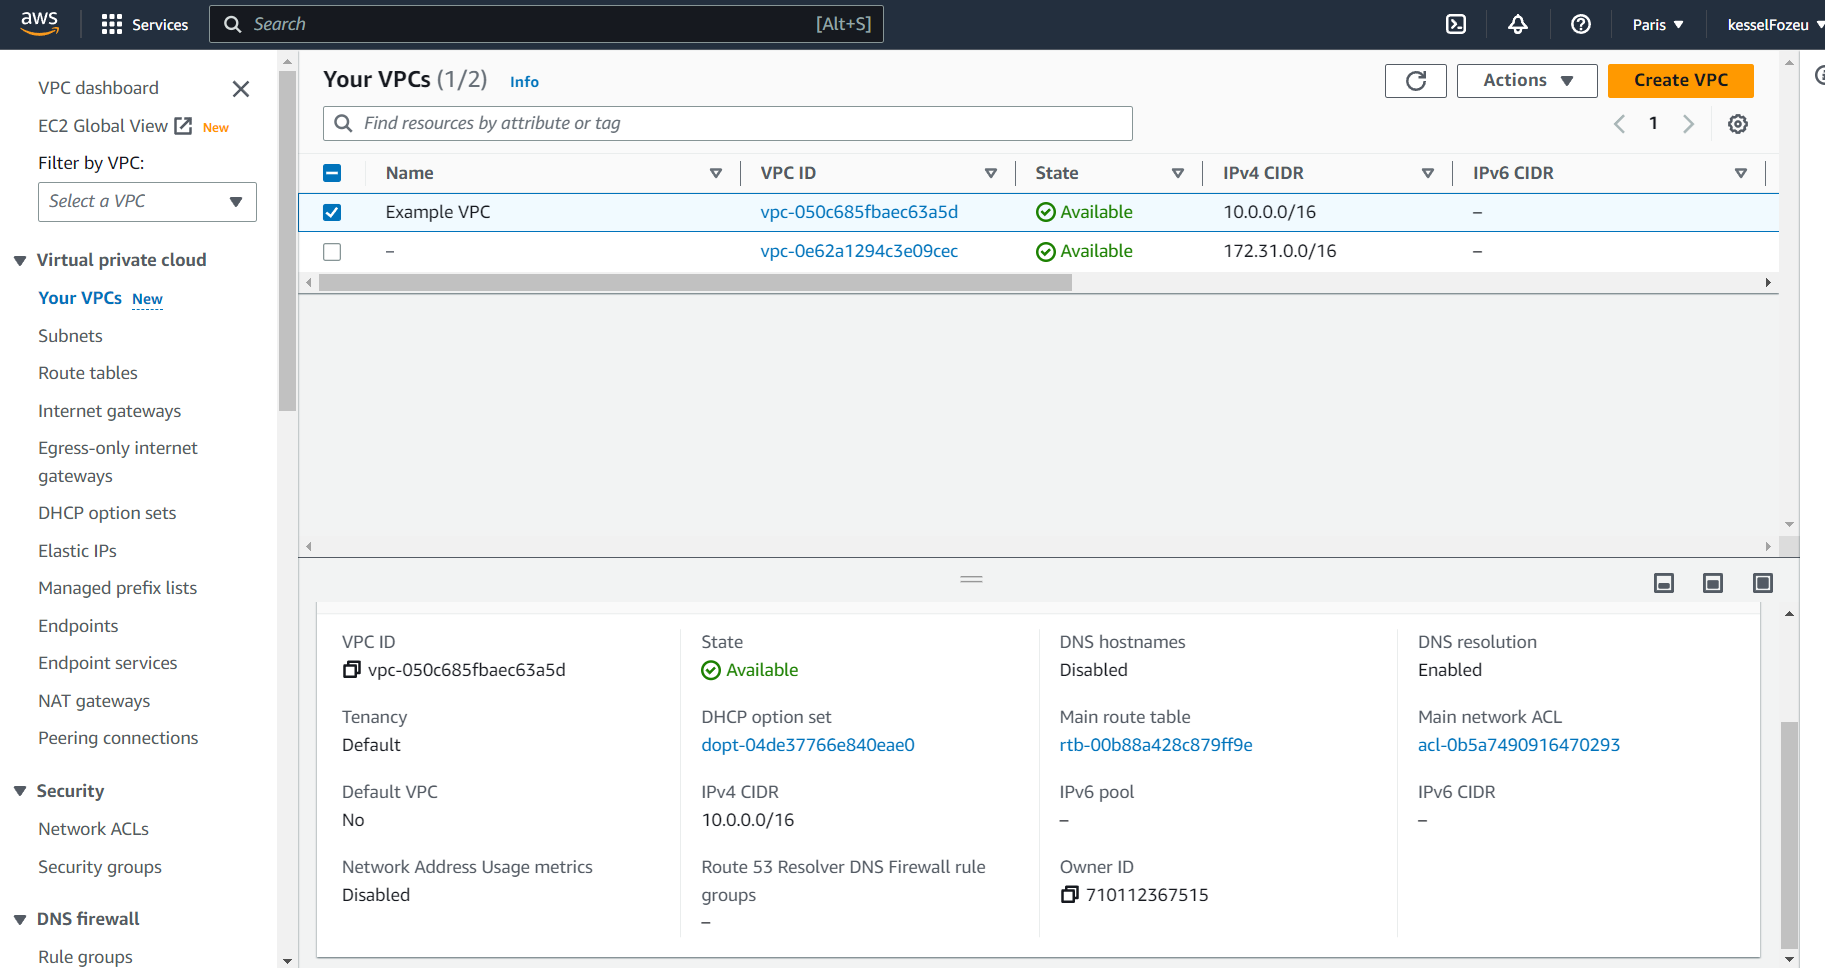 aws
Services
Search [Alt+S]
Paris
kesselFozeu
VPC dashboard
EC2 Global View New
Filter by VPC:
Select a VPC
Virtual private cloud
Your VPCs New
Subnets
Route tables
Internet gateways
Egress-only internet
gateways
DHCP option sets
Elastic IPs
Managed prefix lists
Endpoints
Endpoint services
NAT gateways
Peering connections
Security
Network ACLs
Security groups
DNS firewall
Rule groups
Your VPCs (1/2) Info
Actions
Create VPC
Find resources by attribute or tag
1
Name VPC ID State IPv4 CIDR IPv6 CIDR
Example VPC vpc-050c685fbaec63a5d Available 10.0.0.0/16 –
– vpc-0e62a1294c3e09cec Available 172.31.0.0/16 –
VPC ID
vpc-050c685fbaec63a5d
State
Available
DNS hostnames
Disabled
DNS resolution
Enabled
Tenancy
Default
DHCP option set
dopt-04de37766e840eae0
Main route table
rtb-00b88a428c879ff9e
Main network ACL
acl-0b5a7490916470293
Default VPC
No
IPv4 CIDR
10.0.0.0/16
IPv6 pool
–
IPv6 CIDR
–
Network Address Usage metrics
Disabled
Route 53 Resolver DNS Firewall rule
groups
–
Owner ID
710112367515